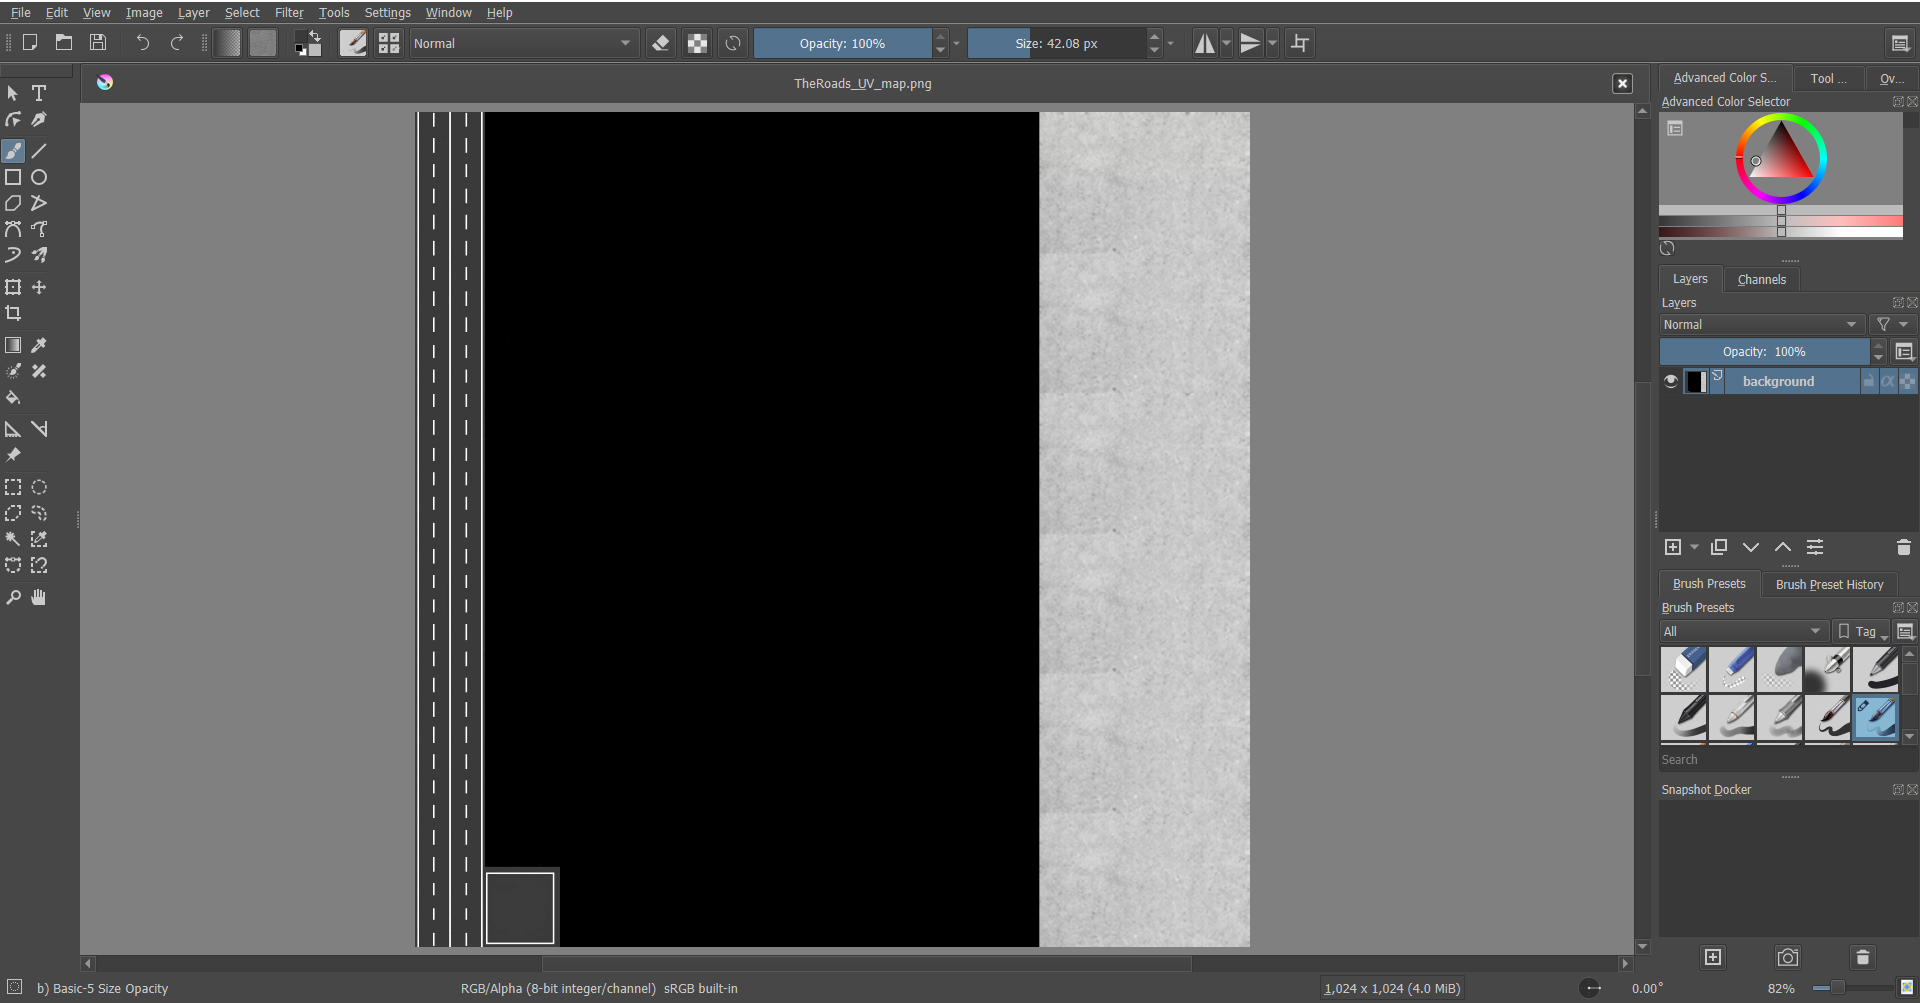 File Edit View Image Layer Select Filter Tools Settings Window Help
Normal Opacity: 100% Size: 42.08 px
TheRoads_UV_map.png
Advanced Color S... Tool ... Ov...
Advanced Color Selector
Layers Channels
Layers
Normal
Opacity: 100%
background
Brush Presets Brush Preset History
Brush Presets
All Tag
Search
Snapshot Docker
b) Basic-5 Size Opacity RGB/Alpha (8-bit integer/channel) sRGB built-in 1,024 x 1,024 (4.0 MiB) 0.00° 82%